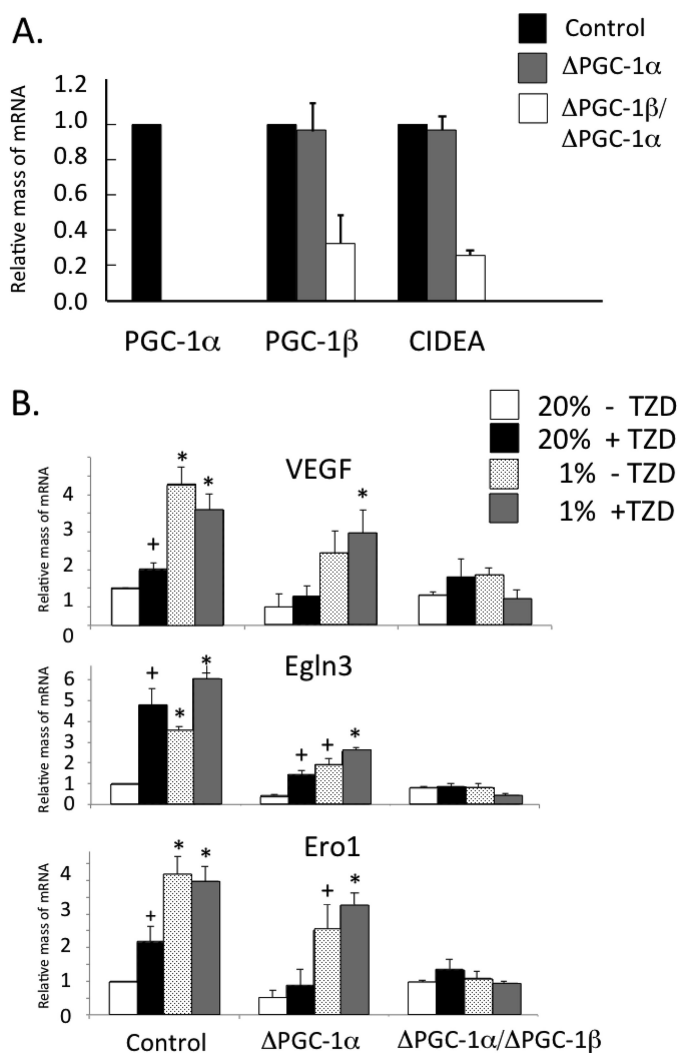 A.
Control
ΔPGC-1α
ΔPGC-1β/
ΔPGC-1α
Relative mass of mRNA
1.2
1.0
0.8
0.6
0.4
0.2
0.0
PGC-1α
PGC-1β
CIDEA
B.
20% - TZD
20% + TZD
1% - TZD
1% +TZD
VEGF
Relative mass of mRNA
4
3
2
1
0
+
*
*
*
Egln3
Relative mass of mRNA
6
5
4
3
2
1
0
+
*
*
+
+
*
Ero1
Relative mass of mRNA
4
3
2
1
0
+
*
*
+
*
Control
ΔPGC-1α
ΔPGC-1α/ΔPGC-1β